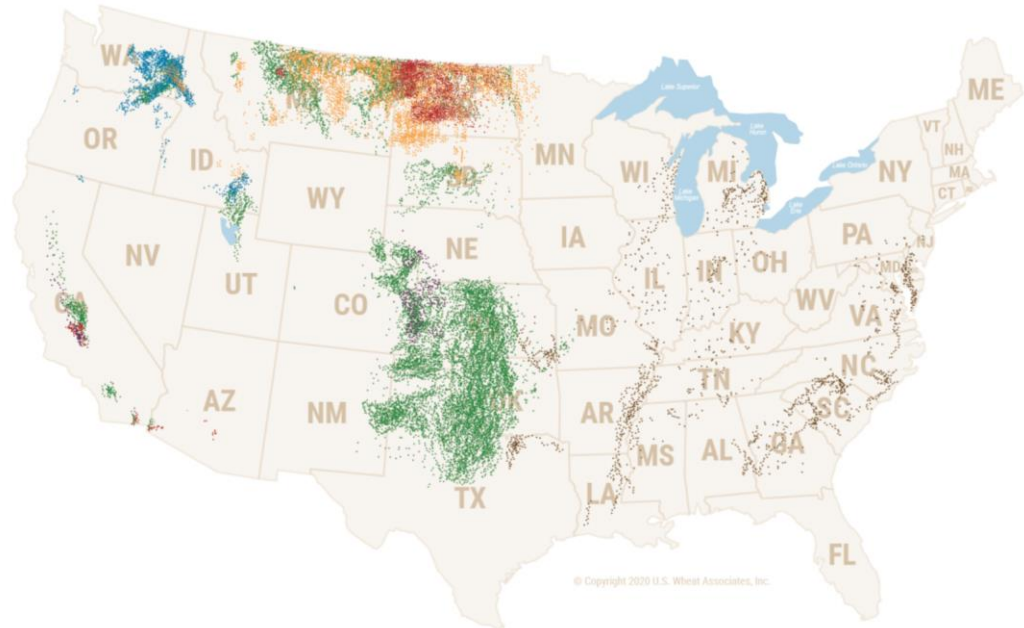 WA
ME
OR
ID
MT
MN
VT
NH
WI
MI
NY
MA
CT
Lake Superior
Lake Huron
Lake Ontario
Lake Michigan
Lake Erie
WY
SD
NV
NE
IA
PA
NJ
UT
CO
IL
IN
OH
MD
CA
WV
VA
MO
KY
AZ
NM
OK
AR
TN
NC
SC
TX
LA
MS
AL
GA
FL
© Copyright 2020 U.S. Wheat Associates, Inc.